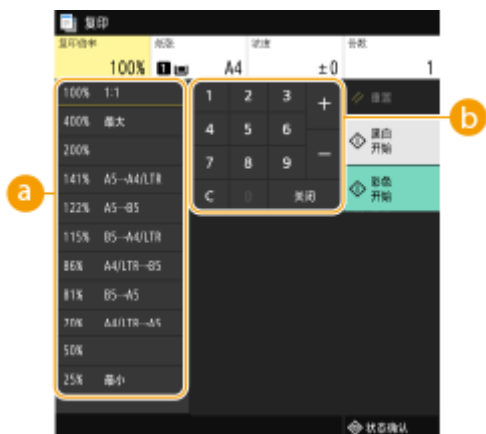 复印
复印倍率 纸张 浓度 份数
100% 1 A4 ±0 1
100% 1:1
400% 最大
200%
141% A5→A4/LTR
122% A5→B5
115% B5→A4/LTR
86% A4/LTR→B5
81% B5→A5
70% A4/LTR→A5
50%
25% 最小
1 2 3 +
4 5 6
7 8 9 −
C 0 关闭
重置
黑白
开始
彩色
开始
状态确认
a
b